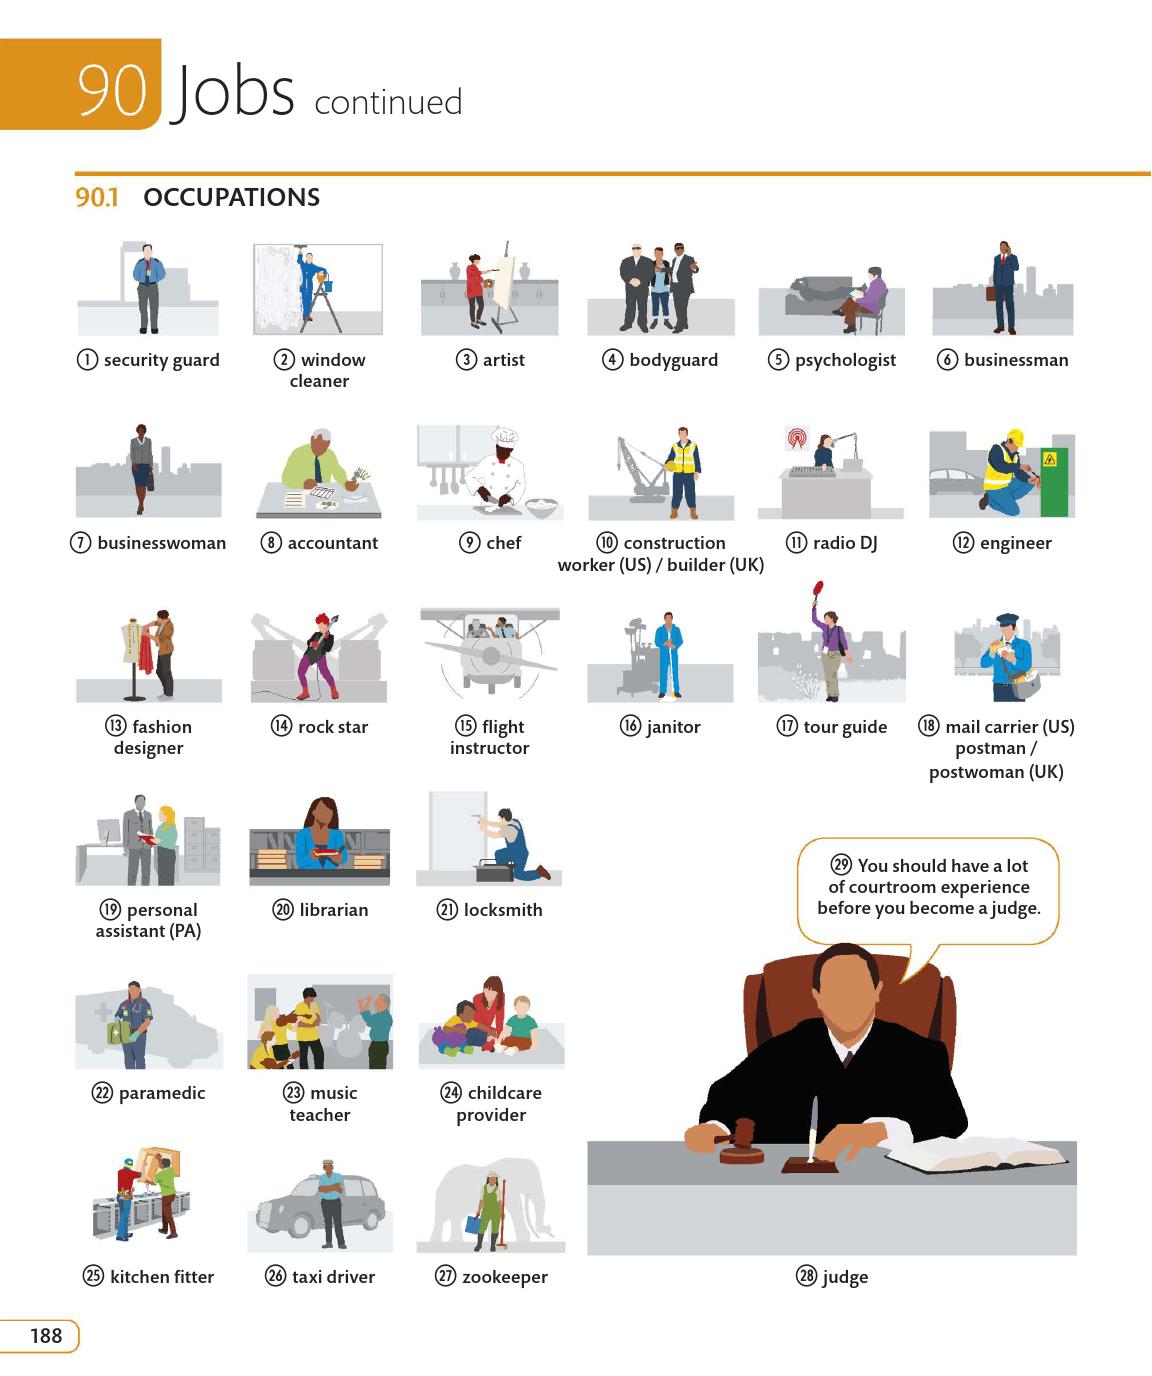 90 Jobs continued
90.1 OCCUPATIONS
1 security guard
2 window
cleaner
3 artist
4 bodyguard
5 psychologist
6 businessman
7 businesswoman
8 accountant
9 chef
10 construction
worker (US) / builder (UK)
11 radio DJ
12 engineer
13 fashion
designer
14 rock star
15 flight
instructor
16 janitor
17 tour guide
18 mail carrier (US)
postman /
postwoman (UK)
19 personal
assistant (PA)
20 librarian
21 locksmith
29 You should have a lot
of courtroom experience
before you become a judge.
22 paramedic
23 music
teacher
24 childcare
provider
25 kitchen fitter
26 taxi driver
27 zookeeper
28 judge
188